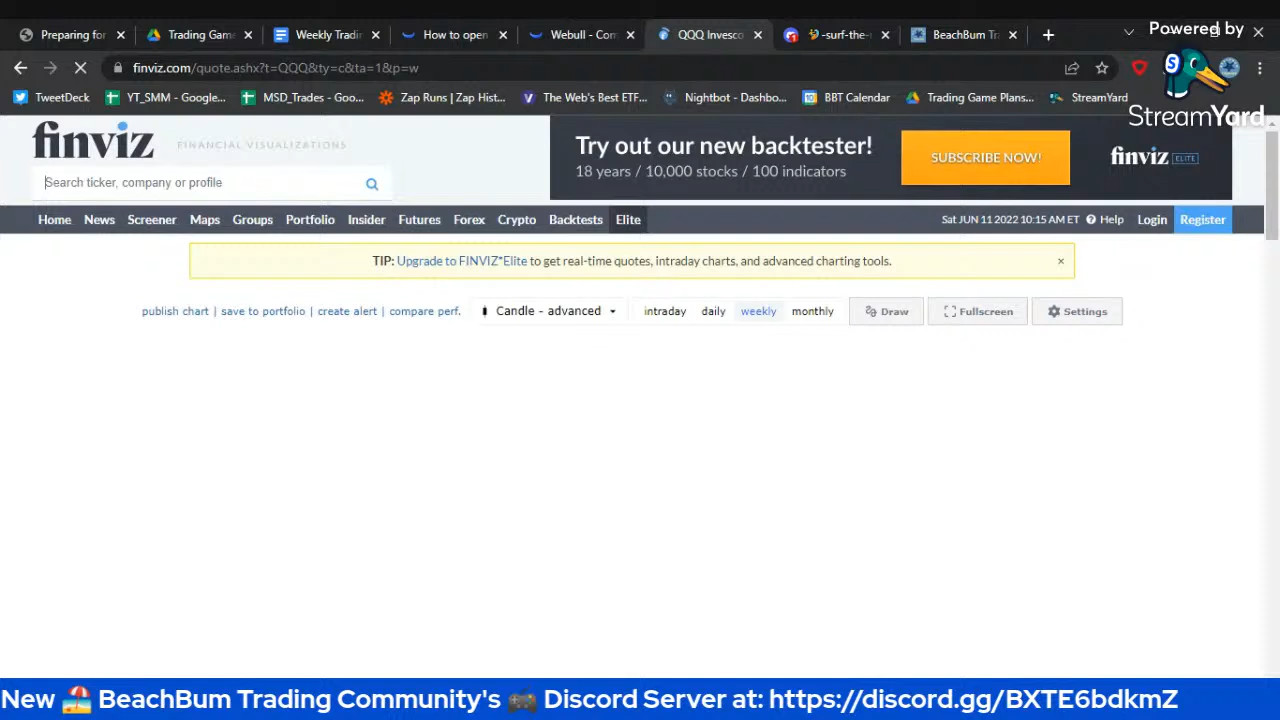 Preparing for
Trading Gam
Weekly Tradin
How to open
Webull - Com
QQQ Invesco
-surf-the-
BeachBum Tra
Powered by
finviz.com/quote.ashx?t=QQQ&ty=c&ta=1&p=w
TweetDeck
YT_SMM - Google...
MSD_Trades - Goo...
Zap Runs | Zap Hist...
The Web's Best ETF...
Nightbot - Dashbo...
BBT Calendar
Trading Game Plans...
StreamYard
S
StreamYard
finviz FINANCIAL VISUALIZATIONS
Try out our new backtester!
18 years / 10,000 stocks / 100 indicators
SUBSCRIBE NOW!
finviz ELITE
Search ticker, company or profile
Home News Screener Maps Groups Portfolio Insider Futures Forex Crypto Backtests Elite
Sat JUN 11 2022 10:15 AM ET Help Login Register
TIP: Upgrade to FINVIZ*Elite to get real-time quotes, intraday charts, and advanced charting tools. ×
publish chart | save to portfolio | create alert | compare perf.
Candle - advanced
intraday daily weekly monthly
Draw Fullscreen Settings
New 🏖️ BeachBum Trading Community's 🎮 Discord Server at: https://discord.gg/BXTE6bdkmZ